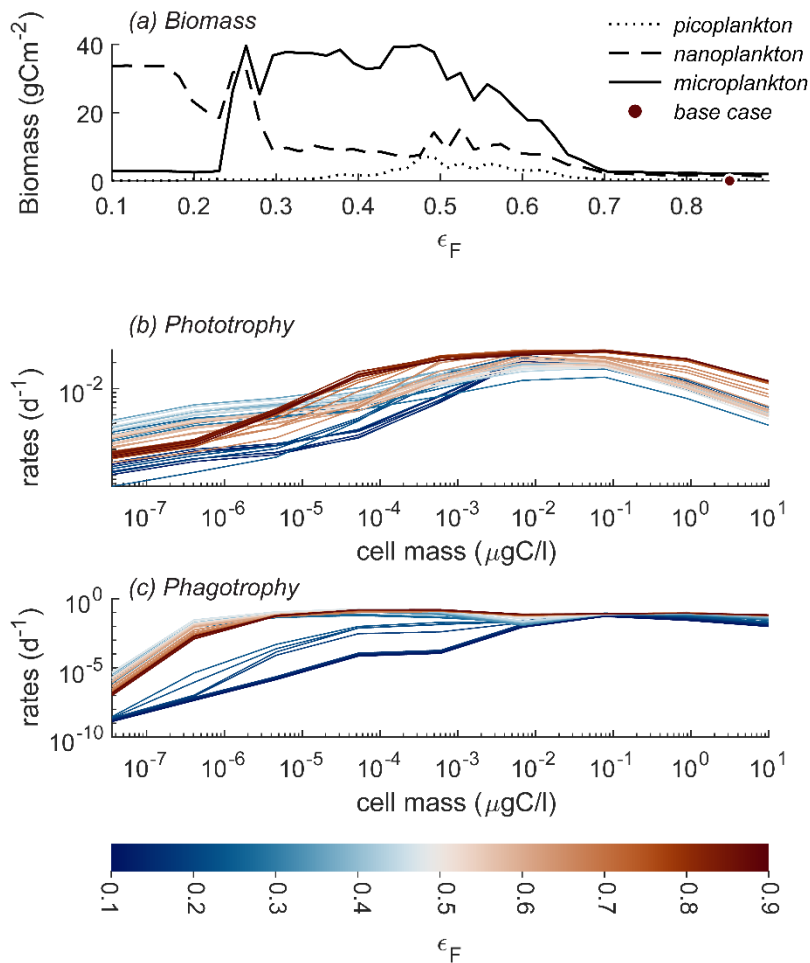 (a) Biomass
Biomass (gCm-2)
40
20
0
0.1 0.2 0.3 0.4 0.5 0.6 0.7 0.8
ϵF
picoplankton
nanoplankton
microplankton
base case
(b) Phototrophy
rates (d-1)
10-2
10-7 10-6 10-5 10-4 10-3 10-2 10-1 100 101
cell mass (μgC/l)
(c) Phagotrophy
rates (d-1)
100
10-5
10-10
10-7 10-6 10-5 10-4 10-3 10-2 10-1 100 101
cell mass (μgC/l)
0.1 0.2 0.3 0.4 0.5 0.6 0.7 0.8 0.9
ϵF